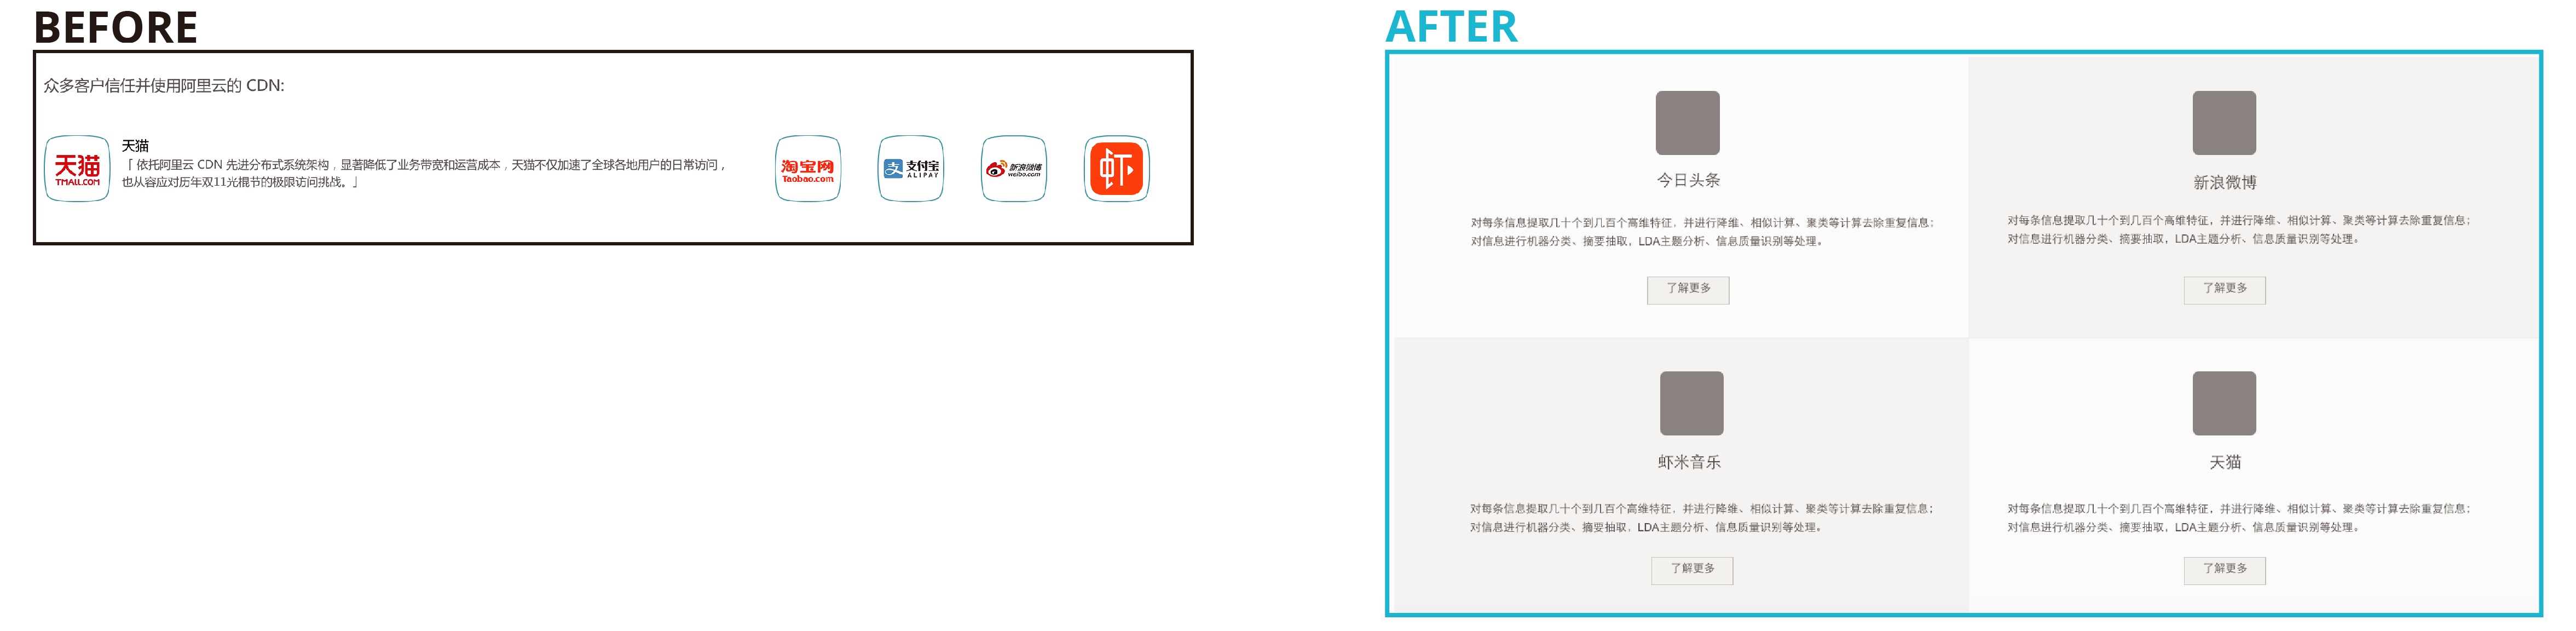 BEFORE
众多客户信任并使用阿里云的 CDN:
天猫
TMALL.COM
天猫
「 依托阿里云 CDN 先进分布式系统架构，显著降低了业务带宽和运营成本，天猫不仅加速了全球各地用户的日常访问，
也从容应对历年双11光棍节的极限访问挑战。」
淘宝网
Taobao.com
支 支付宝
ALIPAY
新浪微博
weibo.com
虾
AFTER
今日头条
对每条信息提取几十个到几百个高维特征，并进行降维、相似计算、聚类等计算去除重复信息；
对信息进行机器分类、摘要抽取，LDA主题分析、信息质量识别等处理。
了解更多
新浪微博
对每条信息提取几十个到几百个高维特征，并进行降维、相似计算、聚类等计算去除重复信息；
对信息进行机器分类、摘要抽取，LDA主题分析、信息质量识别等处理。
了解更多
虾米音乐
对每条信息提取几十个到几百个高维特征，并进行降维、相似计算、聚类等计算去除重复信息；
对信息进行机器分类、摘要抽取，LDA主题分析、信息质量识别等处理。
了解更多
天猫
对每条信息提取几十个到几百个高维特征，并进行降维、相似计算、聚类等计算去除重复信息；
对信息进行机器分类、摘要抽取，LDA主题分析、信息质量识别等处理。
了解更多